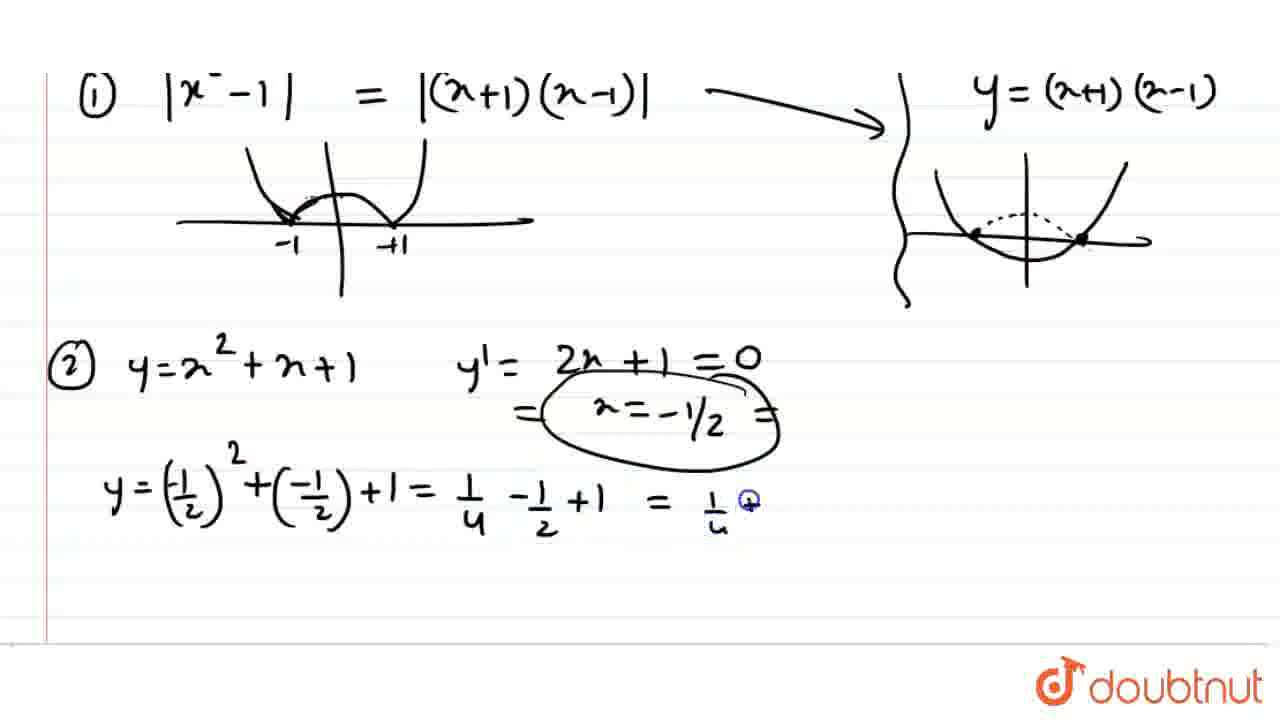 ① |x²-1| = |(x+1)(x-1)| → y=(x+1)(x-1)
-1 +1
② y=x²+x+1 y'= 2x+1=0
= x=-1/2 =
y=(-1/2)²+(-1/2)+1= 1/4 -1/2+1 = 1/4 +
doubtnut